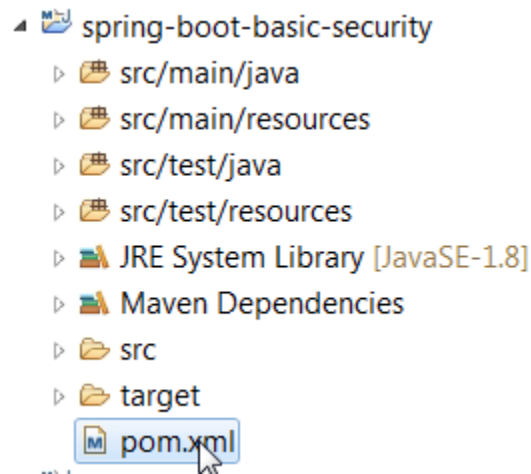 spring-boot-basic-security
src/main/java
src/main/resources
src/test/java
src/test/resources
JRE System Library [JavaSE-1.8]
Maven Dependencies
src
target
pom.xml